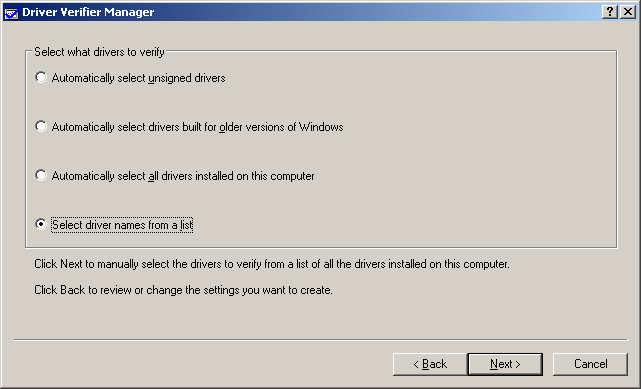 Driver Verifier Manager
Select what drivers to verify
Automatically select unsigned drivers
Automatically select drivers built for older versions of Windows
Automatically select all drivers installed on this computer
Select driver names from a list
Click Next to manually select the drivers to verify from a list of all the drivers installed on this computer.
Click Back to review or change the settings you want to create.
< Back Next > Cancel